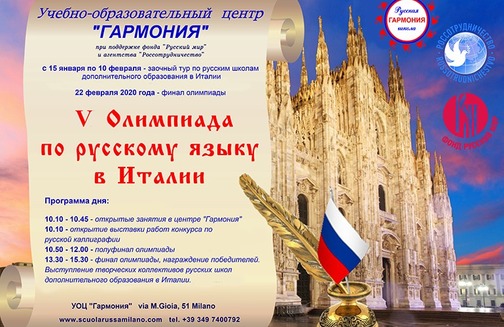 Учебно-образовательный центр
"ГАРМОНИЯ"
при поддержке фонда "Русский мир"
и агентства "Россотрудничество"
с 15 января по 10 февраля - заочный тур по русским школам
дополнительного образования в Италии
22 февраля 2020 года - финал олимпиады
V Олимпиада
по русскому языку
в Италии
Программа дня:
10.10 - 10.45 - открытые занятия в центре "Гармония"
10.10 - открытие выставки работ конкурса по
русской каллиграфии
10.50 - 12.00 - полуфинал олимпиады
13.30 - 15.30 - финал олимпиады, награждение победителей.
Выступление творческих коллективов русских школ
дополнительного образования в Италии.
УОЦ "Гармония" via M.Gioia, 51 Milano
www.scuolarussamilano.com tel. +39 349 7400792
Русская
ГАРМОНИЯ
школа
РОССОТРУДНИЧЕСТВО